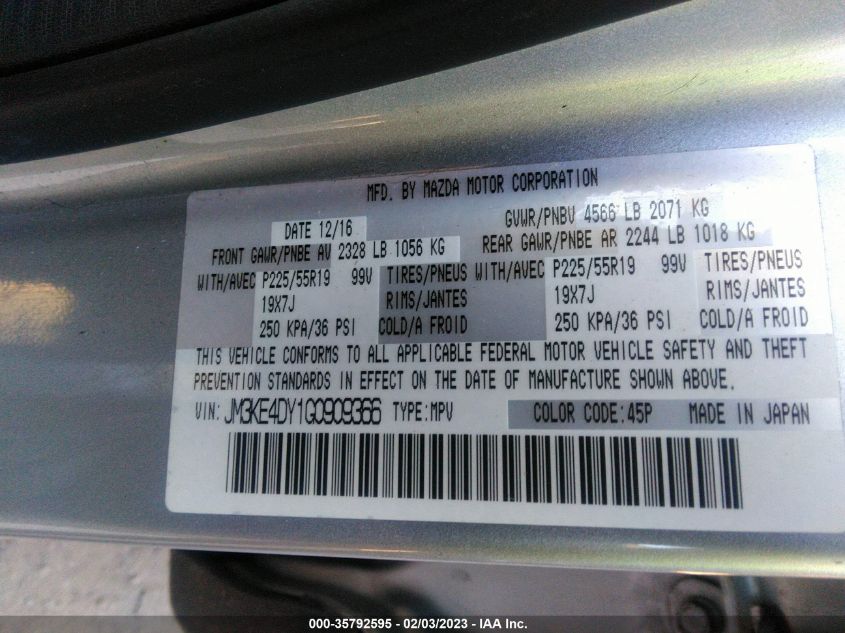 MFD. BY MAZDA MOTOR CORPORATION
DATE 12/16 GVWR/PNBV 4566 LB 2071 KG
FRONT GAWR/PNBE AV 2328 LB 1056 KG REAR GAWR/PNBE AR 2244 LB 1018 KG
WITH/AVEC P225/55R19 99V TIRES/PNEUS WITH/AVEC P225/55R19 99V TIRES/PNEUS
19X7J RIMS/JANTES 19X7J RIMS/JANTES
250 KPA/36 PSI COLD/A FROID 250 KPA/36 PSI COLD/A FROID
THIS VEHICLE CONFORMS TO ALL APPLICABLE FEDERAL MOTOR VEHICLE SAFETY AND THEFT
PREVENTION STANDARDS IN EFFECT ON THE DATE OF MANUFACTURE SHOWN ABOVE.
VIN: JM3KE4DY1G0909366 TYPE:MPV COLOR CODE:45P MADE IN JAPAN
000-35792595 - 02/03/2023 - IAA Inc.